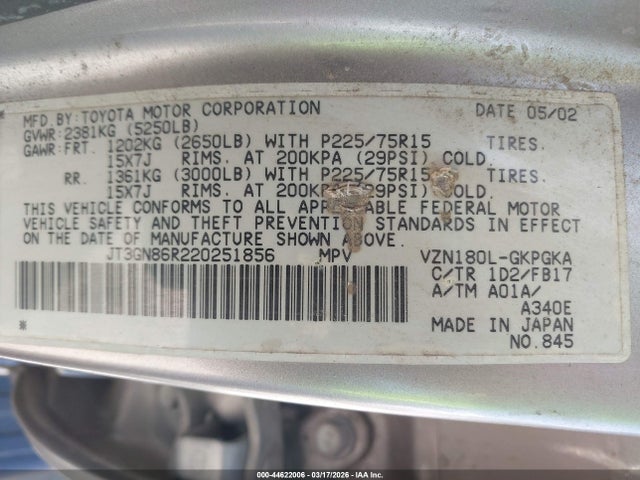 MFD.BY:TOYOTA MOTOR CORPORATION DATE 05/02
GVWR:2381KG (5250LB)
GAWR:FRT. 1202KG (2650LB) WITH P225/75R15 TIRES.
15X7J RIMS. AT 200KPA (29PSI) COLD.
RR. 1361KG (3000LB) WITH P225/75R15 TIRES.
15X7J RIMS. AT 200KPA (29PSI) COLD.
THIS VEHICLE CONFORMS TO ALL APPLICABLE FEDERAL MOTOR
VEHICLE SAFETY AND THEFT PREVENTION STANDARDS IN EFFECT
ON THE DATE OF MANUFACTURE SHOWN ABOVE.
JT3GN86R220251856 MPV VZN180L-GKPGKA
C/TR 1D2/FB17
A/TM A01A/
A340E
MADE IN JAPAN
NO.845
000-44622006 - 03/17/2026 - IAA Inc.